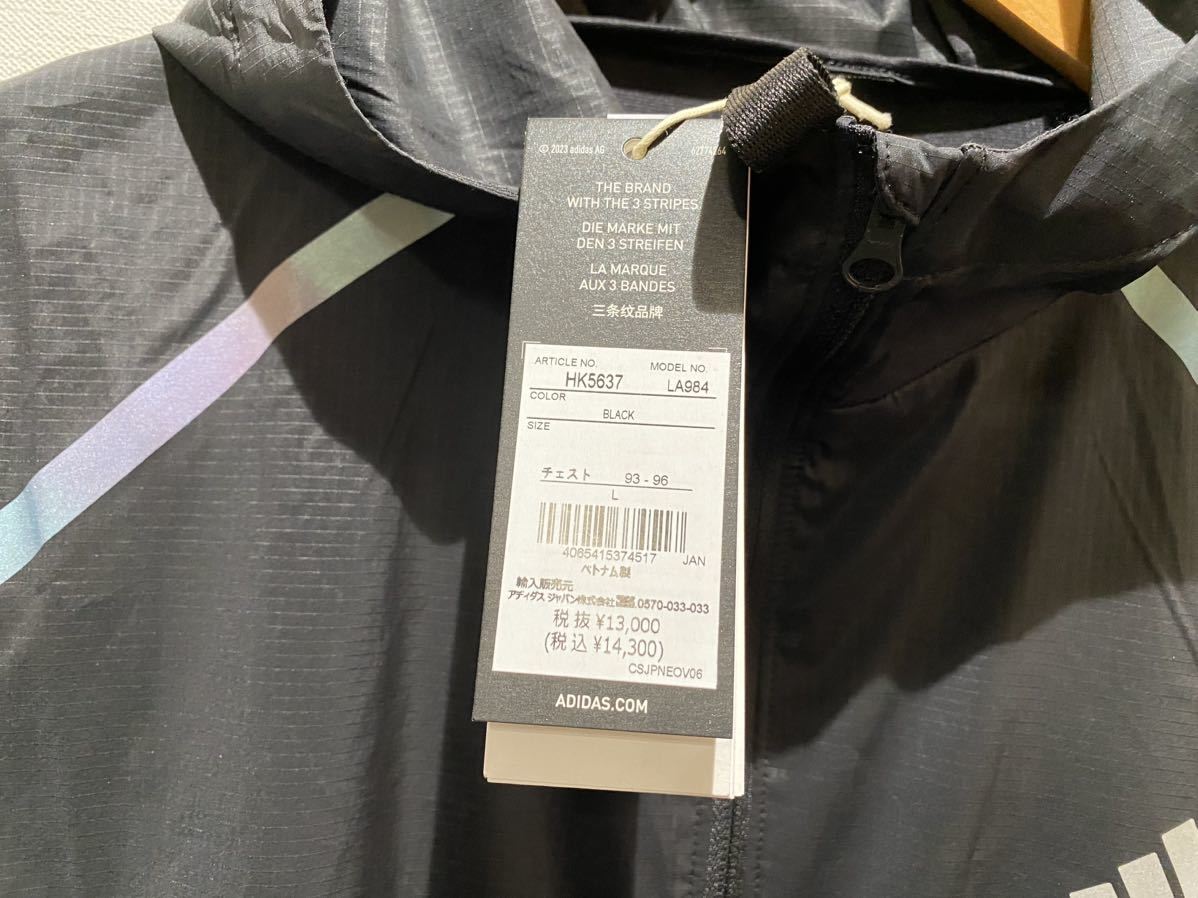 © 2023 adidas AG
THE BRAND
WITH THE 3 STRIPES
DIE MARKE MIT
DEN 3 STREIFEN
LA MARQUE
AUX 3 BANDES
三条纹品牌
ARTICLE NO. MODEL NO.
HK5637 LA984
COLOR
BLACK
SIZE
チェスト 93 - 96
L
4065415374517 JAN
ベトナム製
輸入販売元
アディダス ジャパン株式会社 0570-033-033
税抜 ¥13,000
(税込 ¥14,300)
CSJPNEOV06
ADIDAS.COM